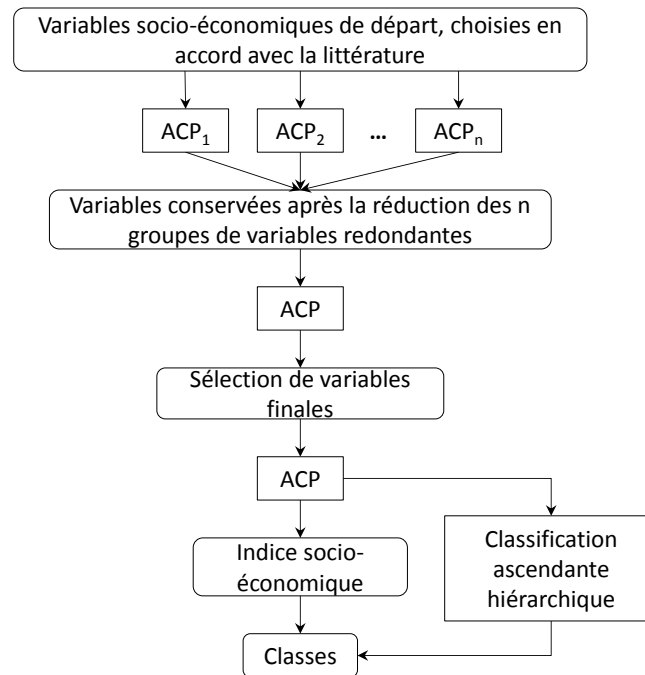 Variables socio-économiques de départ, choisies en
accord avec la littérature
ACP1
ACP2
...
ACPn
Variables conservées après la réduction des n
groupes de variables redondantes
ACP
Sélection de variables
finales
ACP
Indice socio-
économique
Classification
ascendante
hiérarchique
Classes